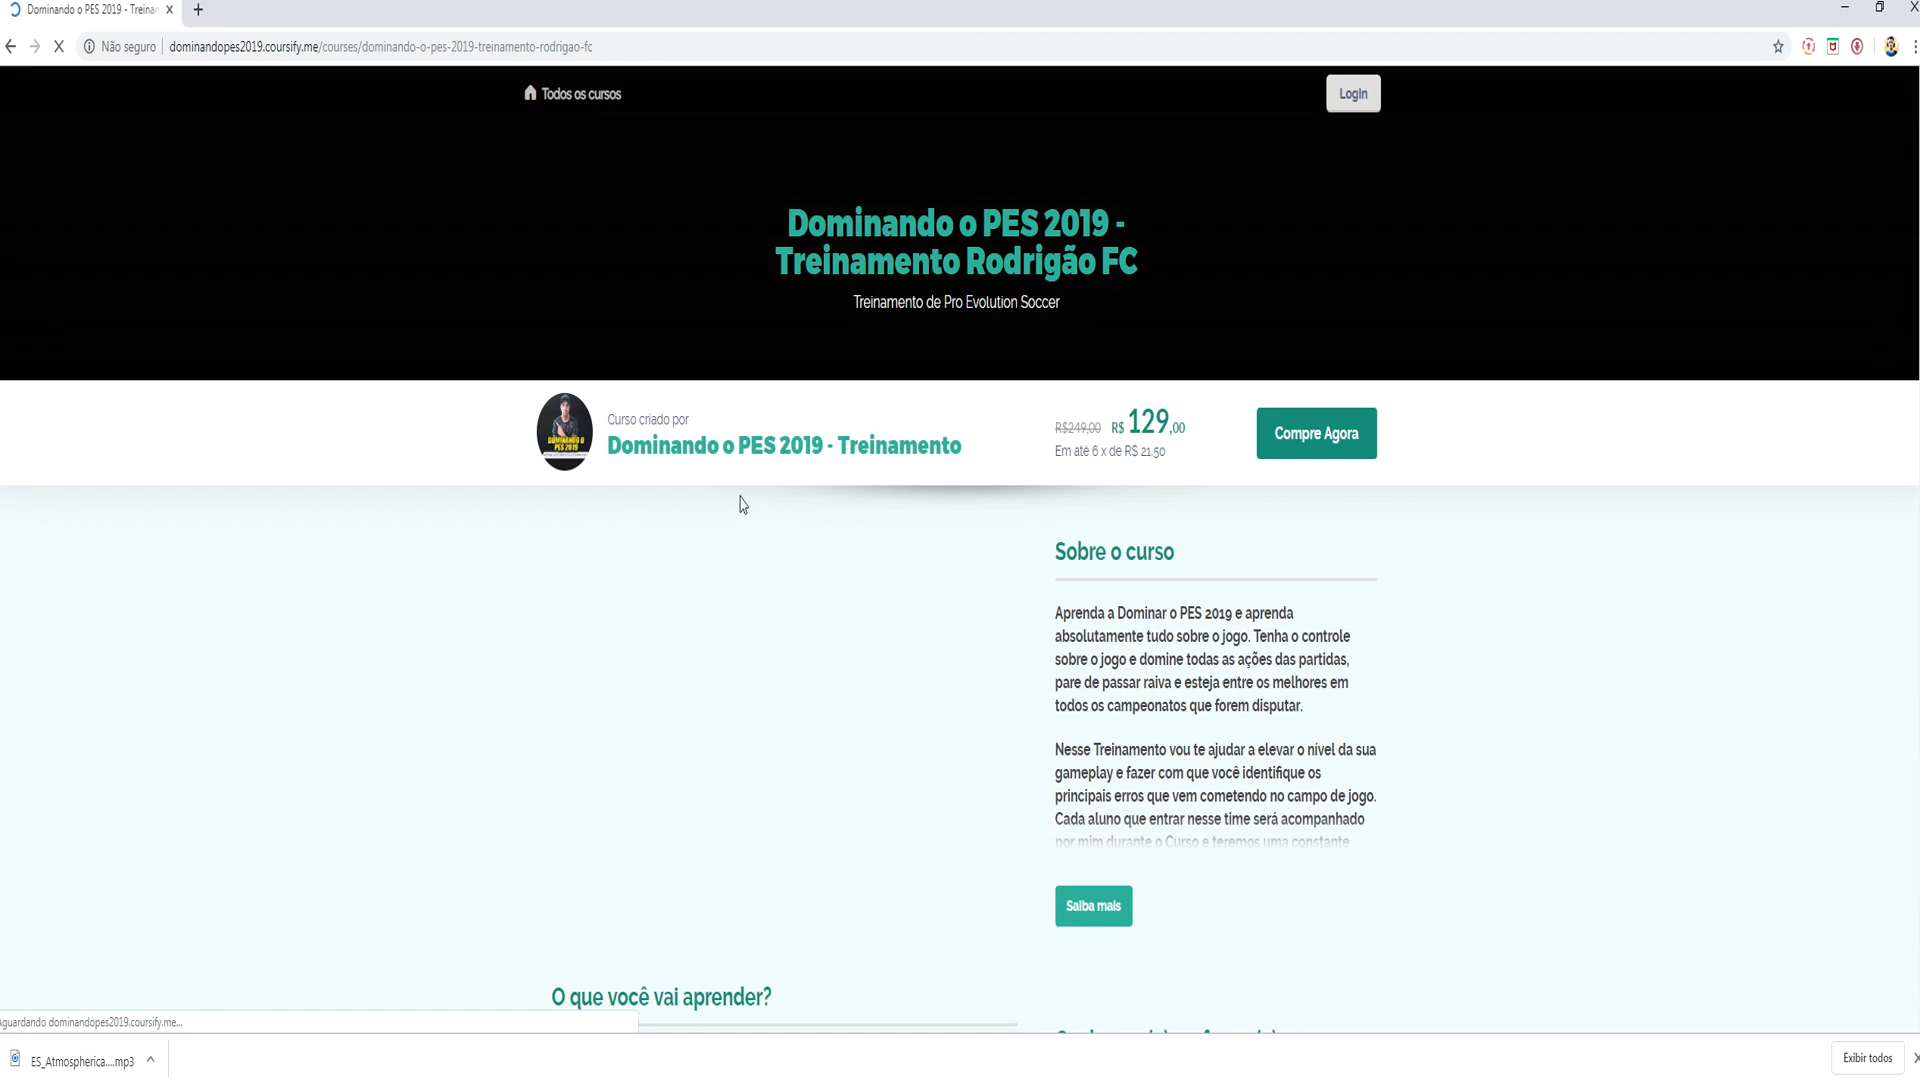 Dominando o PES 2019 - Treinam
Não seguro
dominandopes2019.coursify.me/courses/dominando-o-pes-2019-treinamento-rodrigao-fc
Todos os cursos
Login
Dominando o PES 2019 -
Treinamento Rodrigão FC
Treinamento de Pro Evolution Soccer
DOMINANDO O
PES 2019
Curso criado por
Dominando o PES 2019 - Treinamento
R$249,00 R$ 129,00
Em até 6 x de R$ 21,50
Compre Agora
Sobre o curso
Aprenda a Dominar o PES 2019 e aprenda
absolutamente tudo sobre o jogo. Tenha o controle
sobre o jogo e domine todas as ações das partidas,
pare de passar raiva e esteja entre os melhores em
todos os campeonatos que forem disputar.
Nesse Treinamento vou te ajudar a elevar o nível da sua
gameplay e fazer com que você identifique os
principais erros que vem cometendo no campo de jogo.
Cada aluno que entrar nesse time será acompanhado
por mim durante o Curso e teremos uma constante
Saiba mais
O que você vai aprender?
Aguardando dominandopes2019.coursify.me...
ES_Atmospherica....mp3
Exibir todos